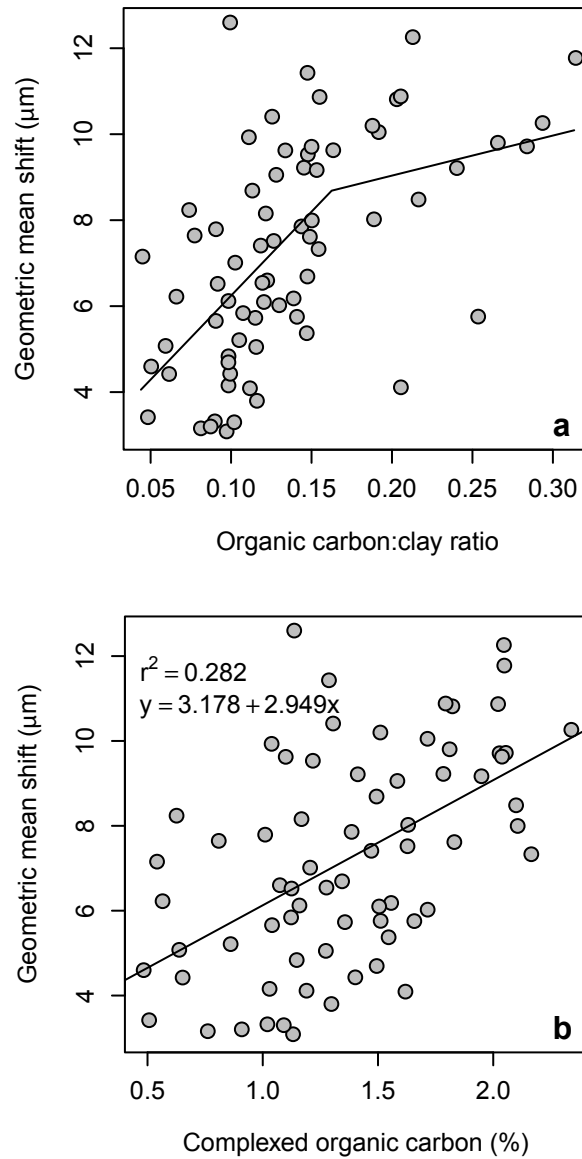 Geometric mean shift (µm)
12
10
8
6
4
a
0.05 0.10 0.15 0.20 0.25 0.30
Organic carbon:clay ratio
Geometric mean shift (µm)
12
10
8
6
4
r² = 0.282
y = 3.178 + 2.949x
b
0.5 1.0 1.5 2.0
Complexed organic carbon (%)